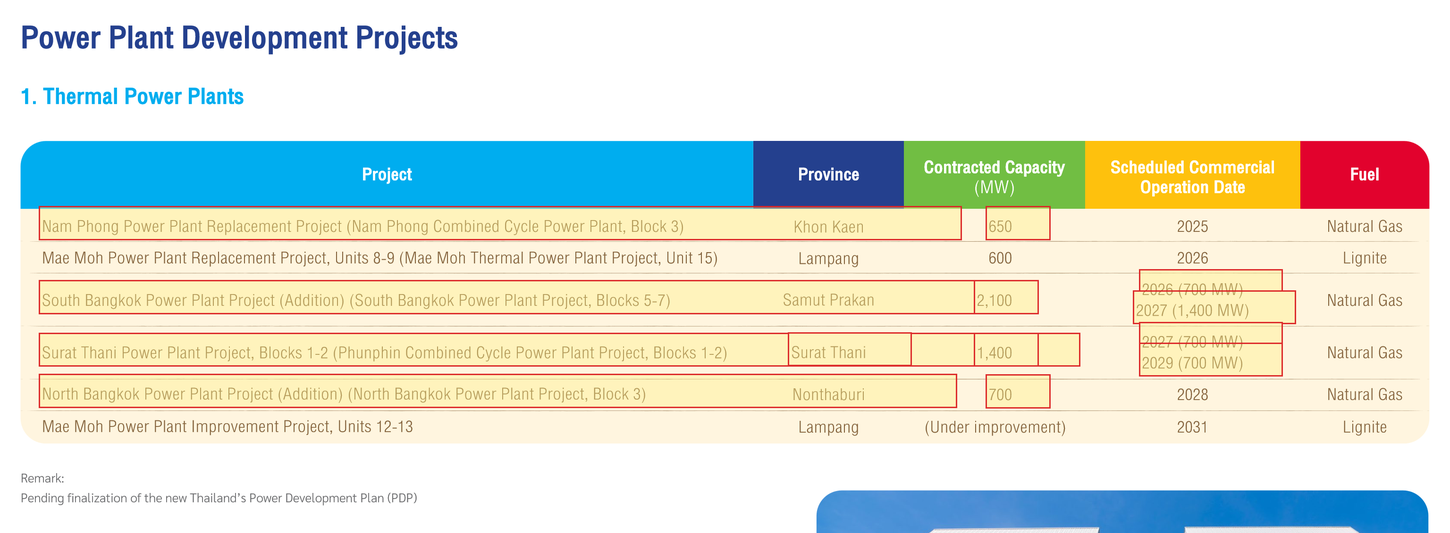 Power Plant Development Projects
1. Thermal Power Plants
Project Province Contracted Capacity (MW) Scheduled Commercial Operation Date Fuel
Nam Phong Power Plant Replacement Project (Nam Phong Combined Cycle Power Plant, Block 3) Khon Kaen 650 2025 Natural Gas
Mae Moh Power Plant Replacement Project, Units 8-9 (Mae Moh Thermal Power Plant Project, Unit 15) Lampang 600 2026 Lignite
South Bangkok Power Plant Project (Addition) (South Bangkok Power Plant Project, Blocks 5-7) Samut Prakan 2,100 2026 (700 MW) Natural Gas
2027 (1,400 MW)
Surat Thani Power Plant Project, Blocks 1-2 (Phunphin Combined Cycle Power Plant Project, Blocks 1-2) Surat Thani 1,400 2027 (700 MW) Natural Gas
2029 (700 MW)
North Bangkok Power Plant Project (Addition) (North Bangkok Power Plant Project, Block 3) Nonthaburi 700 2028 Natural Gas
Mae Moh Power Plant Improvement Project, Units 12-13 Lampang (Under improvement) 2031 Lignite
Remark:
Pending finalization of the new Thailand's Power Development Plan (PDP)